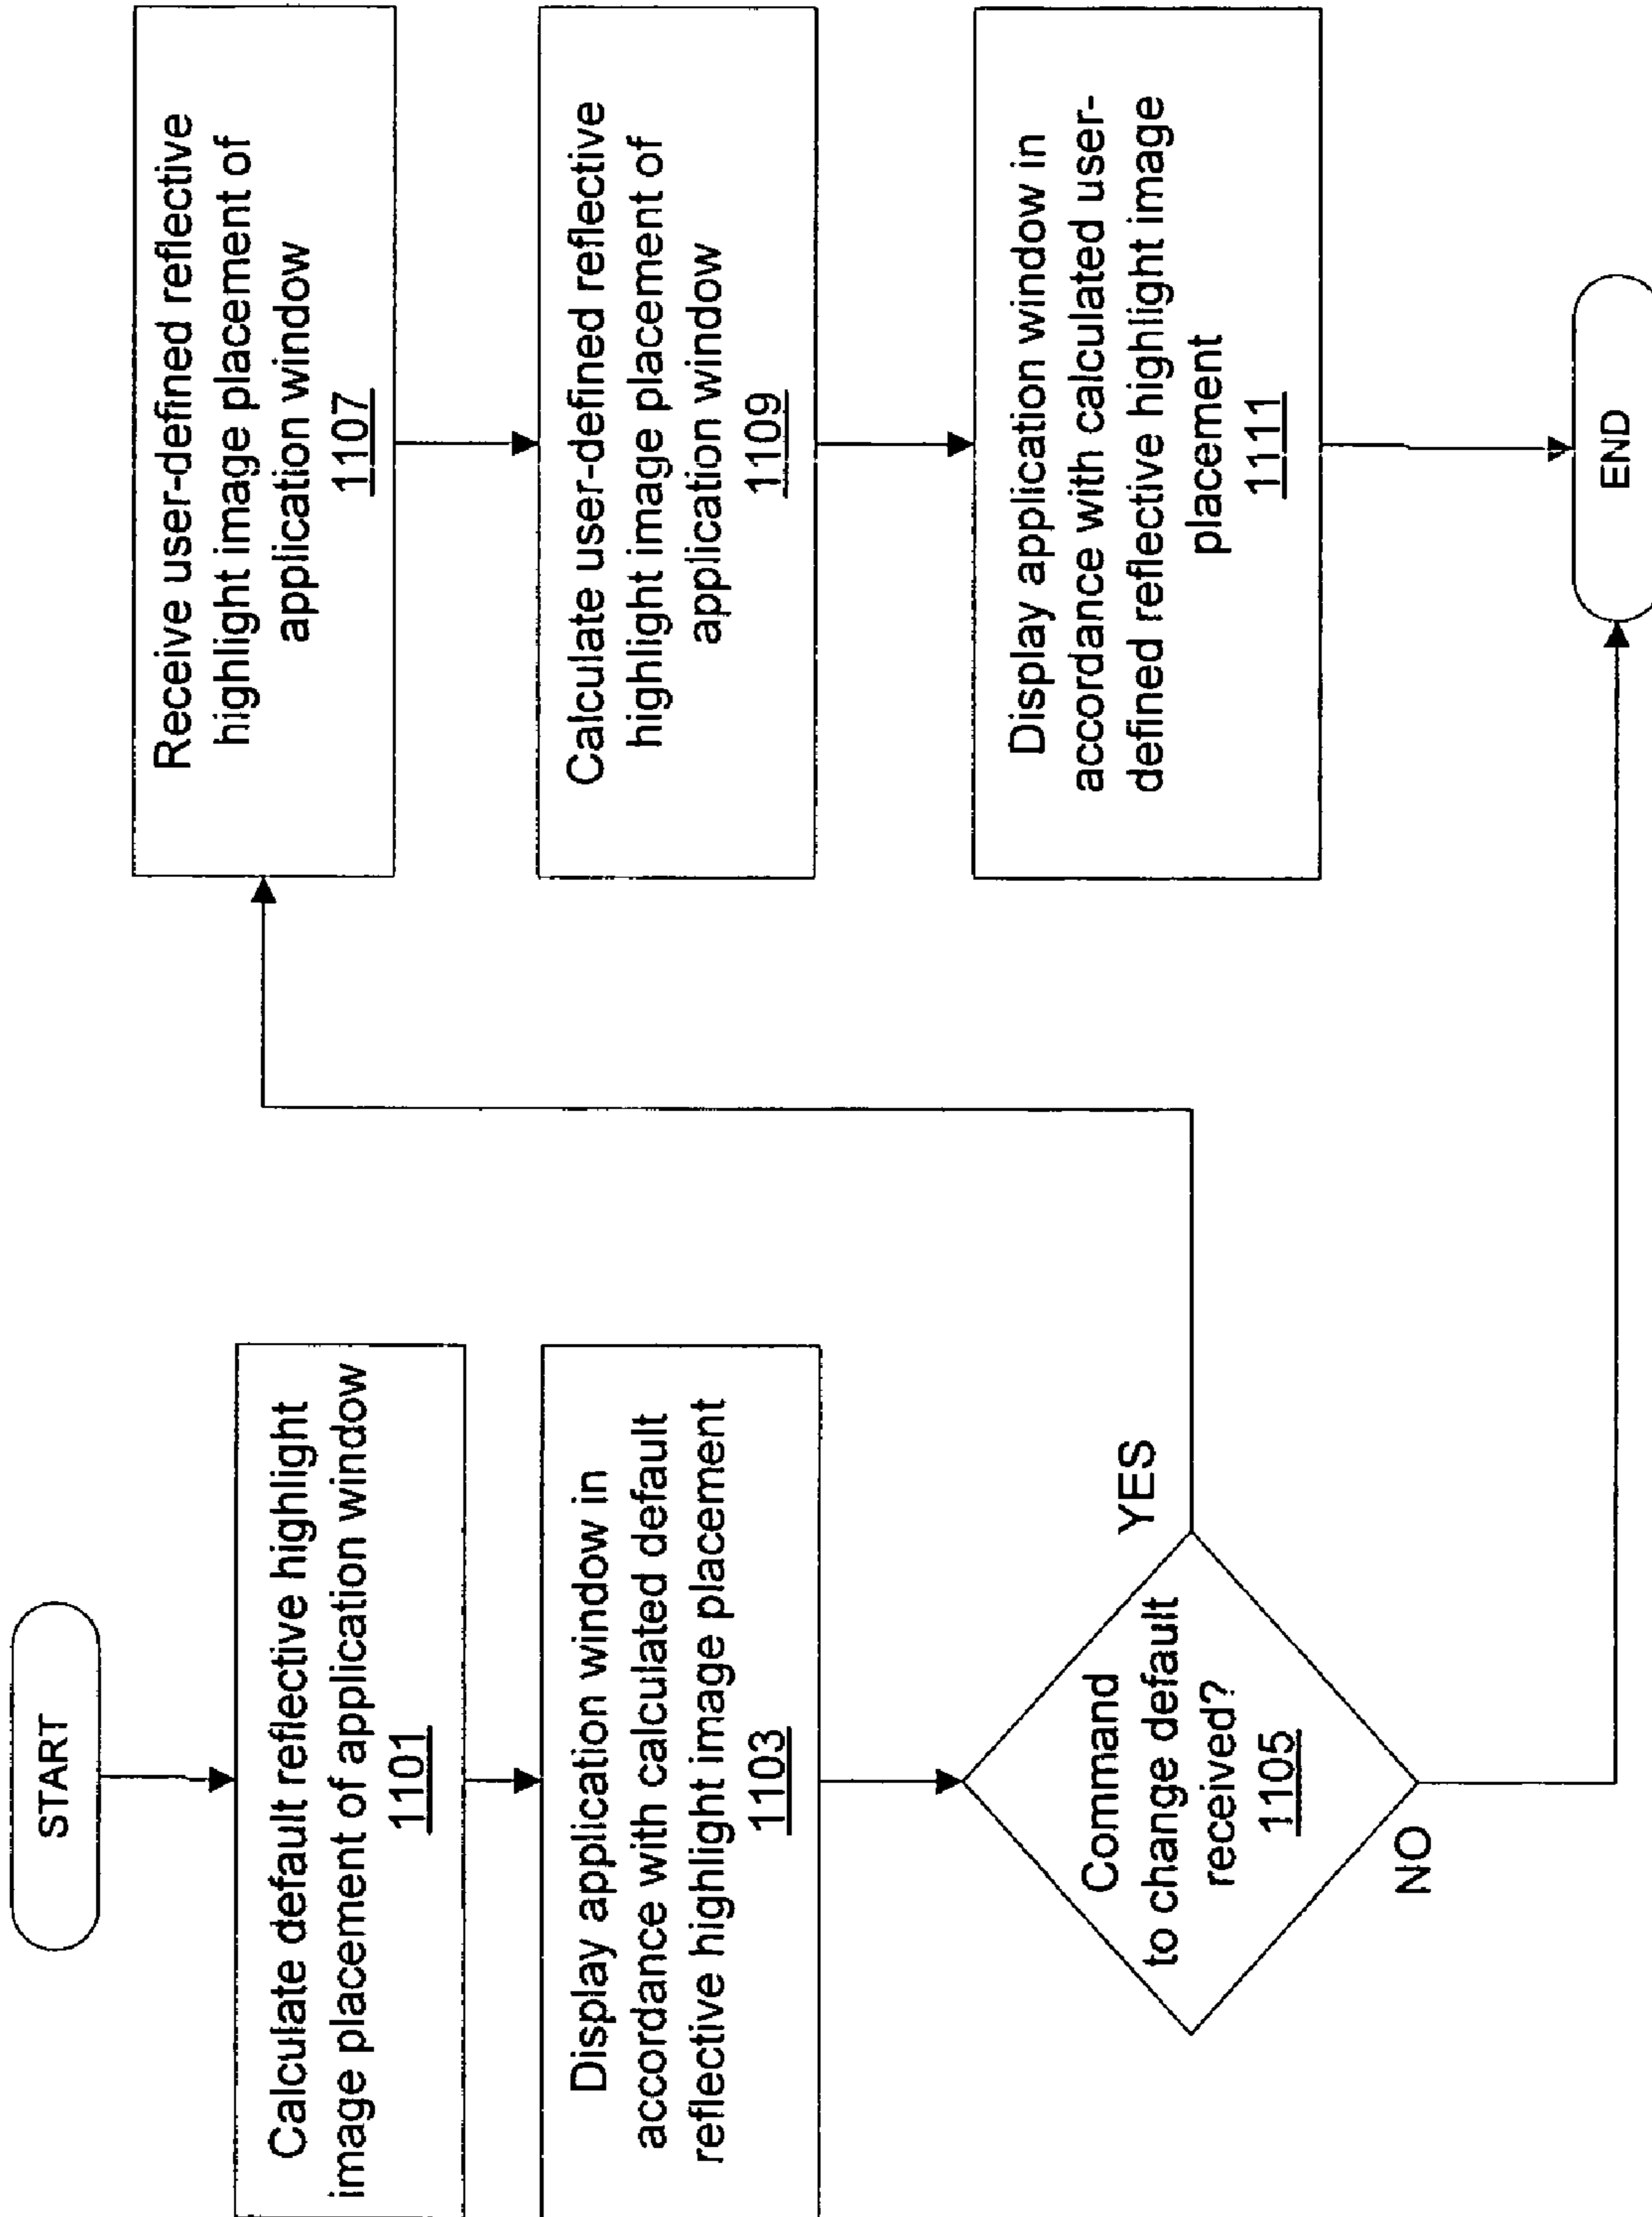 START
Calculate default reflective highlight
image placement of application window
1101
Display application window in
accordance with calculated default
reflective highlight image placement
1103
Command
to change default
received?
1105
YES
NO
Receive user-defined reflective
highlight image placement of
application window
1107
Calculate user-defined reflective
highlight image placement of
application window
1109
Display application window in
accordance with calculated user-
defined reflective highlight image
placement
1111
END